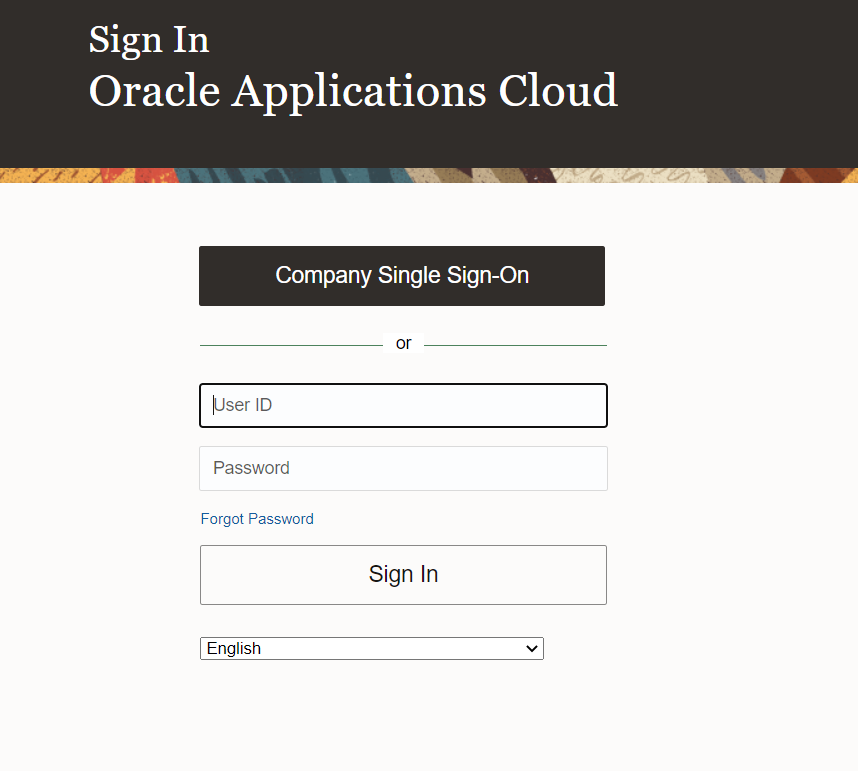 Sign In
Oracle Applications Cloud
Company Single Sign-On
or
User ID
Password
Forgot Password
Sign In
English